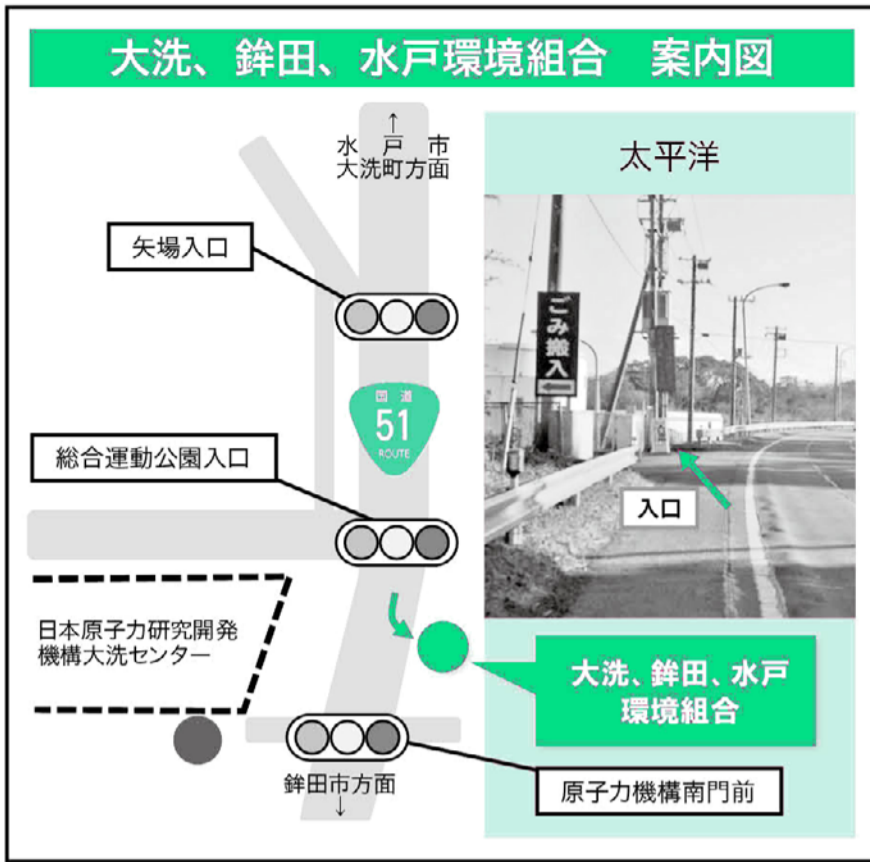 大洗、鉾田、水戸環境組合　案内図
↑
水戸市
大洗町方面
太平洋
矢場入口
ごみ搬入
←
国道
51
ROUTE
総合運動公園入口
入口
日本原子力研究開発
機構大洗センター
大洗、鉾田、水戸
環境組合
鉾田市方面
↓
原子力機構南門前